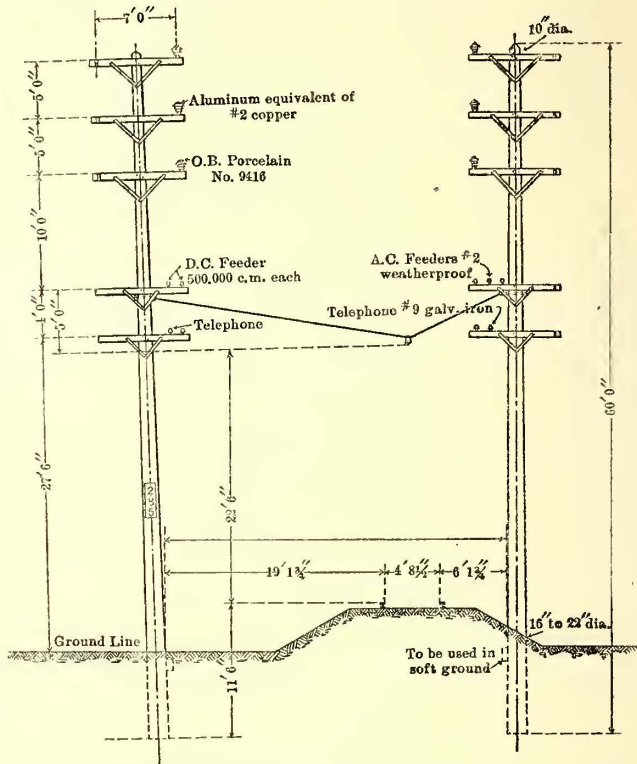 7'0"
10"dia.
5'0"
Aluminum equivalent of
#2 copper
5'0"
O.B. Porcelain
No. 9416
10'0"
D.C. Feeder
500.000 c.m. each
A.C. Feeders #2
weatherproof
4'0"
5'0"
Telephone
Telephone #9 galv. iron
60'0"
27'6"
22'6"
19'1¾"
4'8½"
6'1¾"
16" to 22" dia.
Ground Line
To be used in
soft ground
11'6"